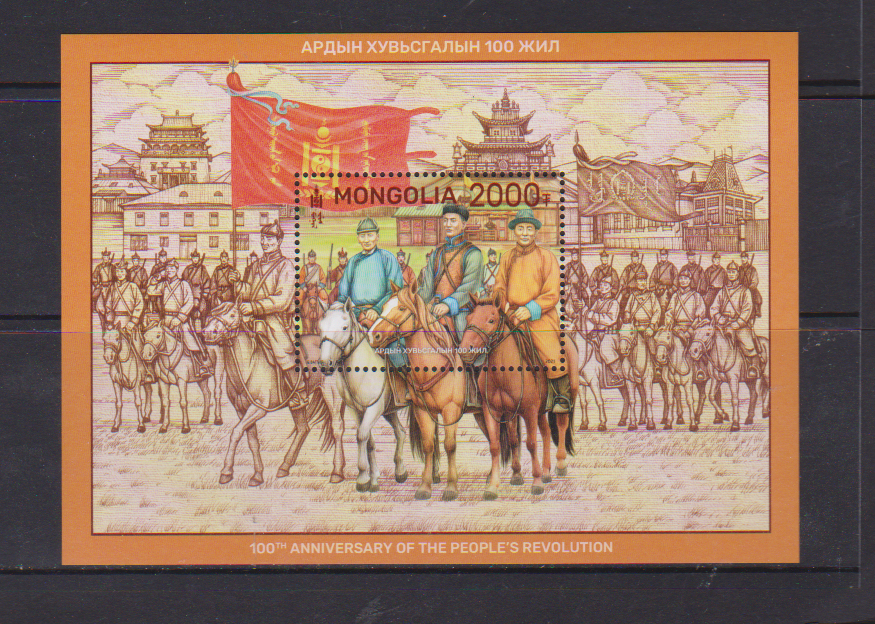 АРДЫН ХУВЬСГАЛЫН 100 ЖИЛ
MONGOLIA 2000₮
АРДЫН ХУВЬСГАЛЫН 100 ЖИЛ
2021
100TH ANNIVERSARY OF THE PEOPLE'S REVOLUTION